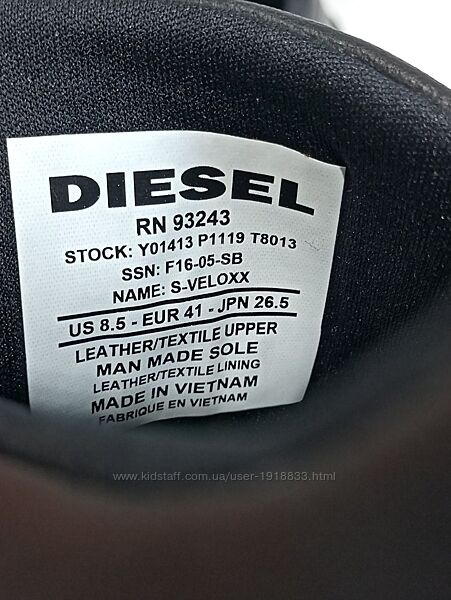 DIESEL
RN 93243
STOCK: Y01413 P1119 T8013
SSN: F16-05-SB
NAME: S-VELOXX
US 8.5 - EUR 41 - JPN 26.5
LEATHER/TEXTILE UPPER
MAN MADE SOLE
LEATHER/TEXTILE LINING
MADE IN VIETNAM
FABRIQUE EN VIETNAM
www.kidstaff.com.ua/user-1918833.html